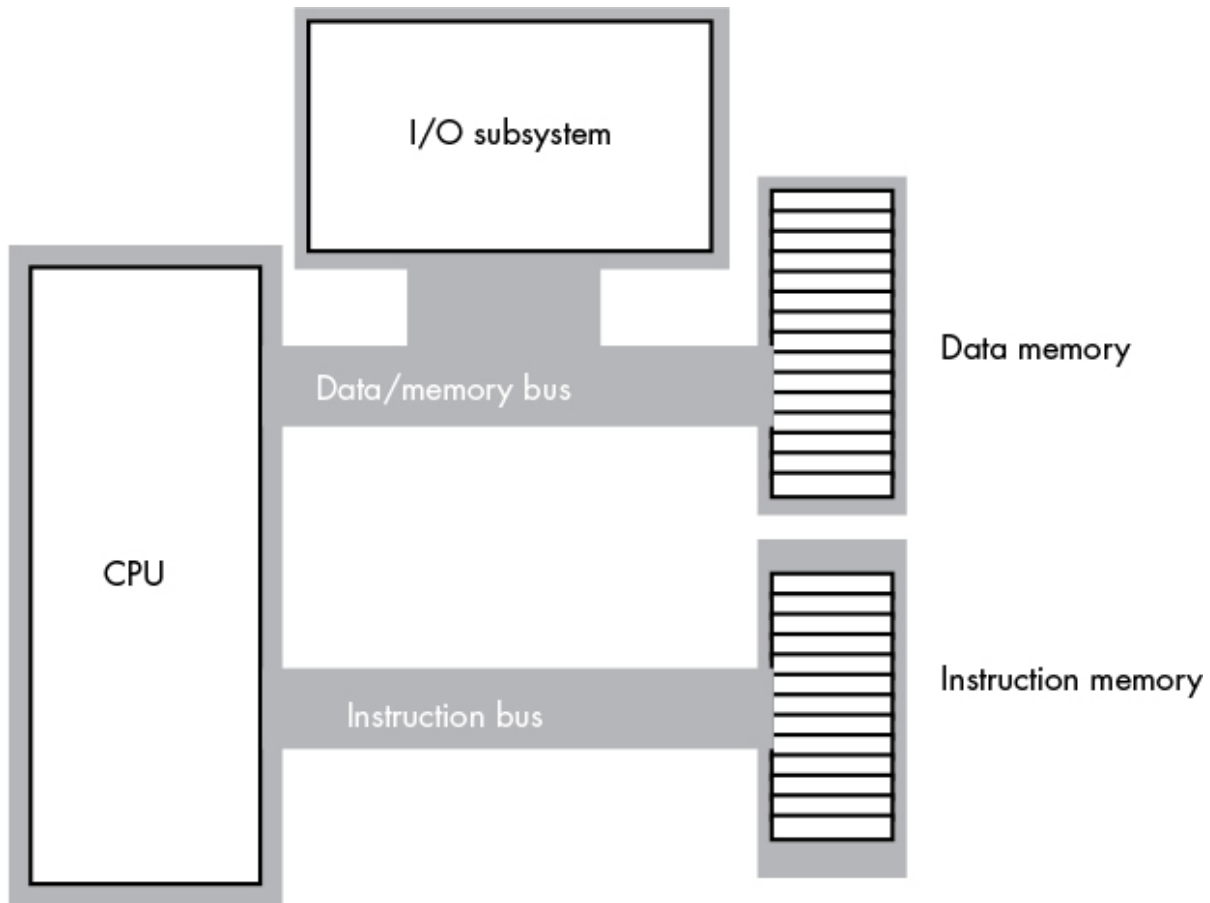 I/O subsystem
Data memory
Data/memory bus
CPU
Instruction memory
Instruction bus